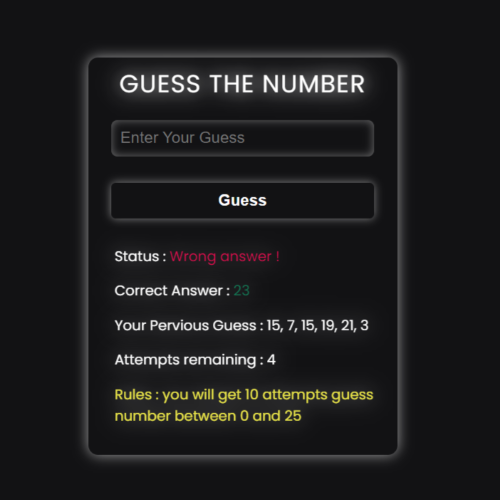 GUESS THE NUMBER
Enter Your Guess
Guess
Status : Wrong answer !
Correct Answer : 23
Your Pervious Guess : 15, 7, 15, 19, 21, 3
Attempts remaining : 4
Rules : you will get 10 attempts guess
number between 0 and 25